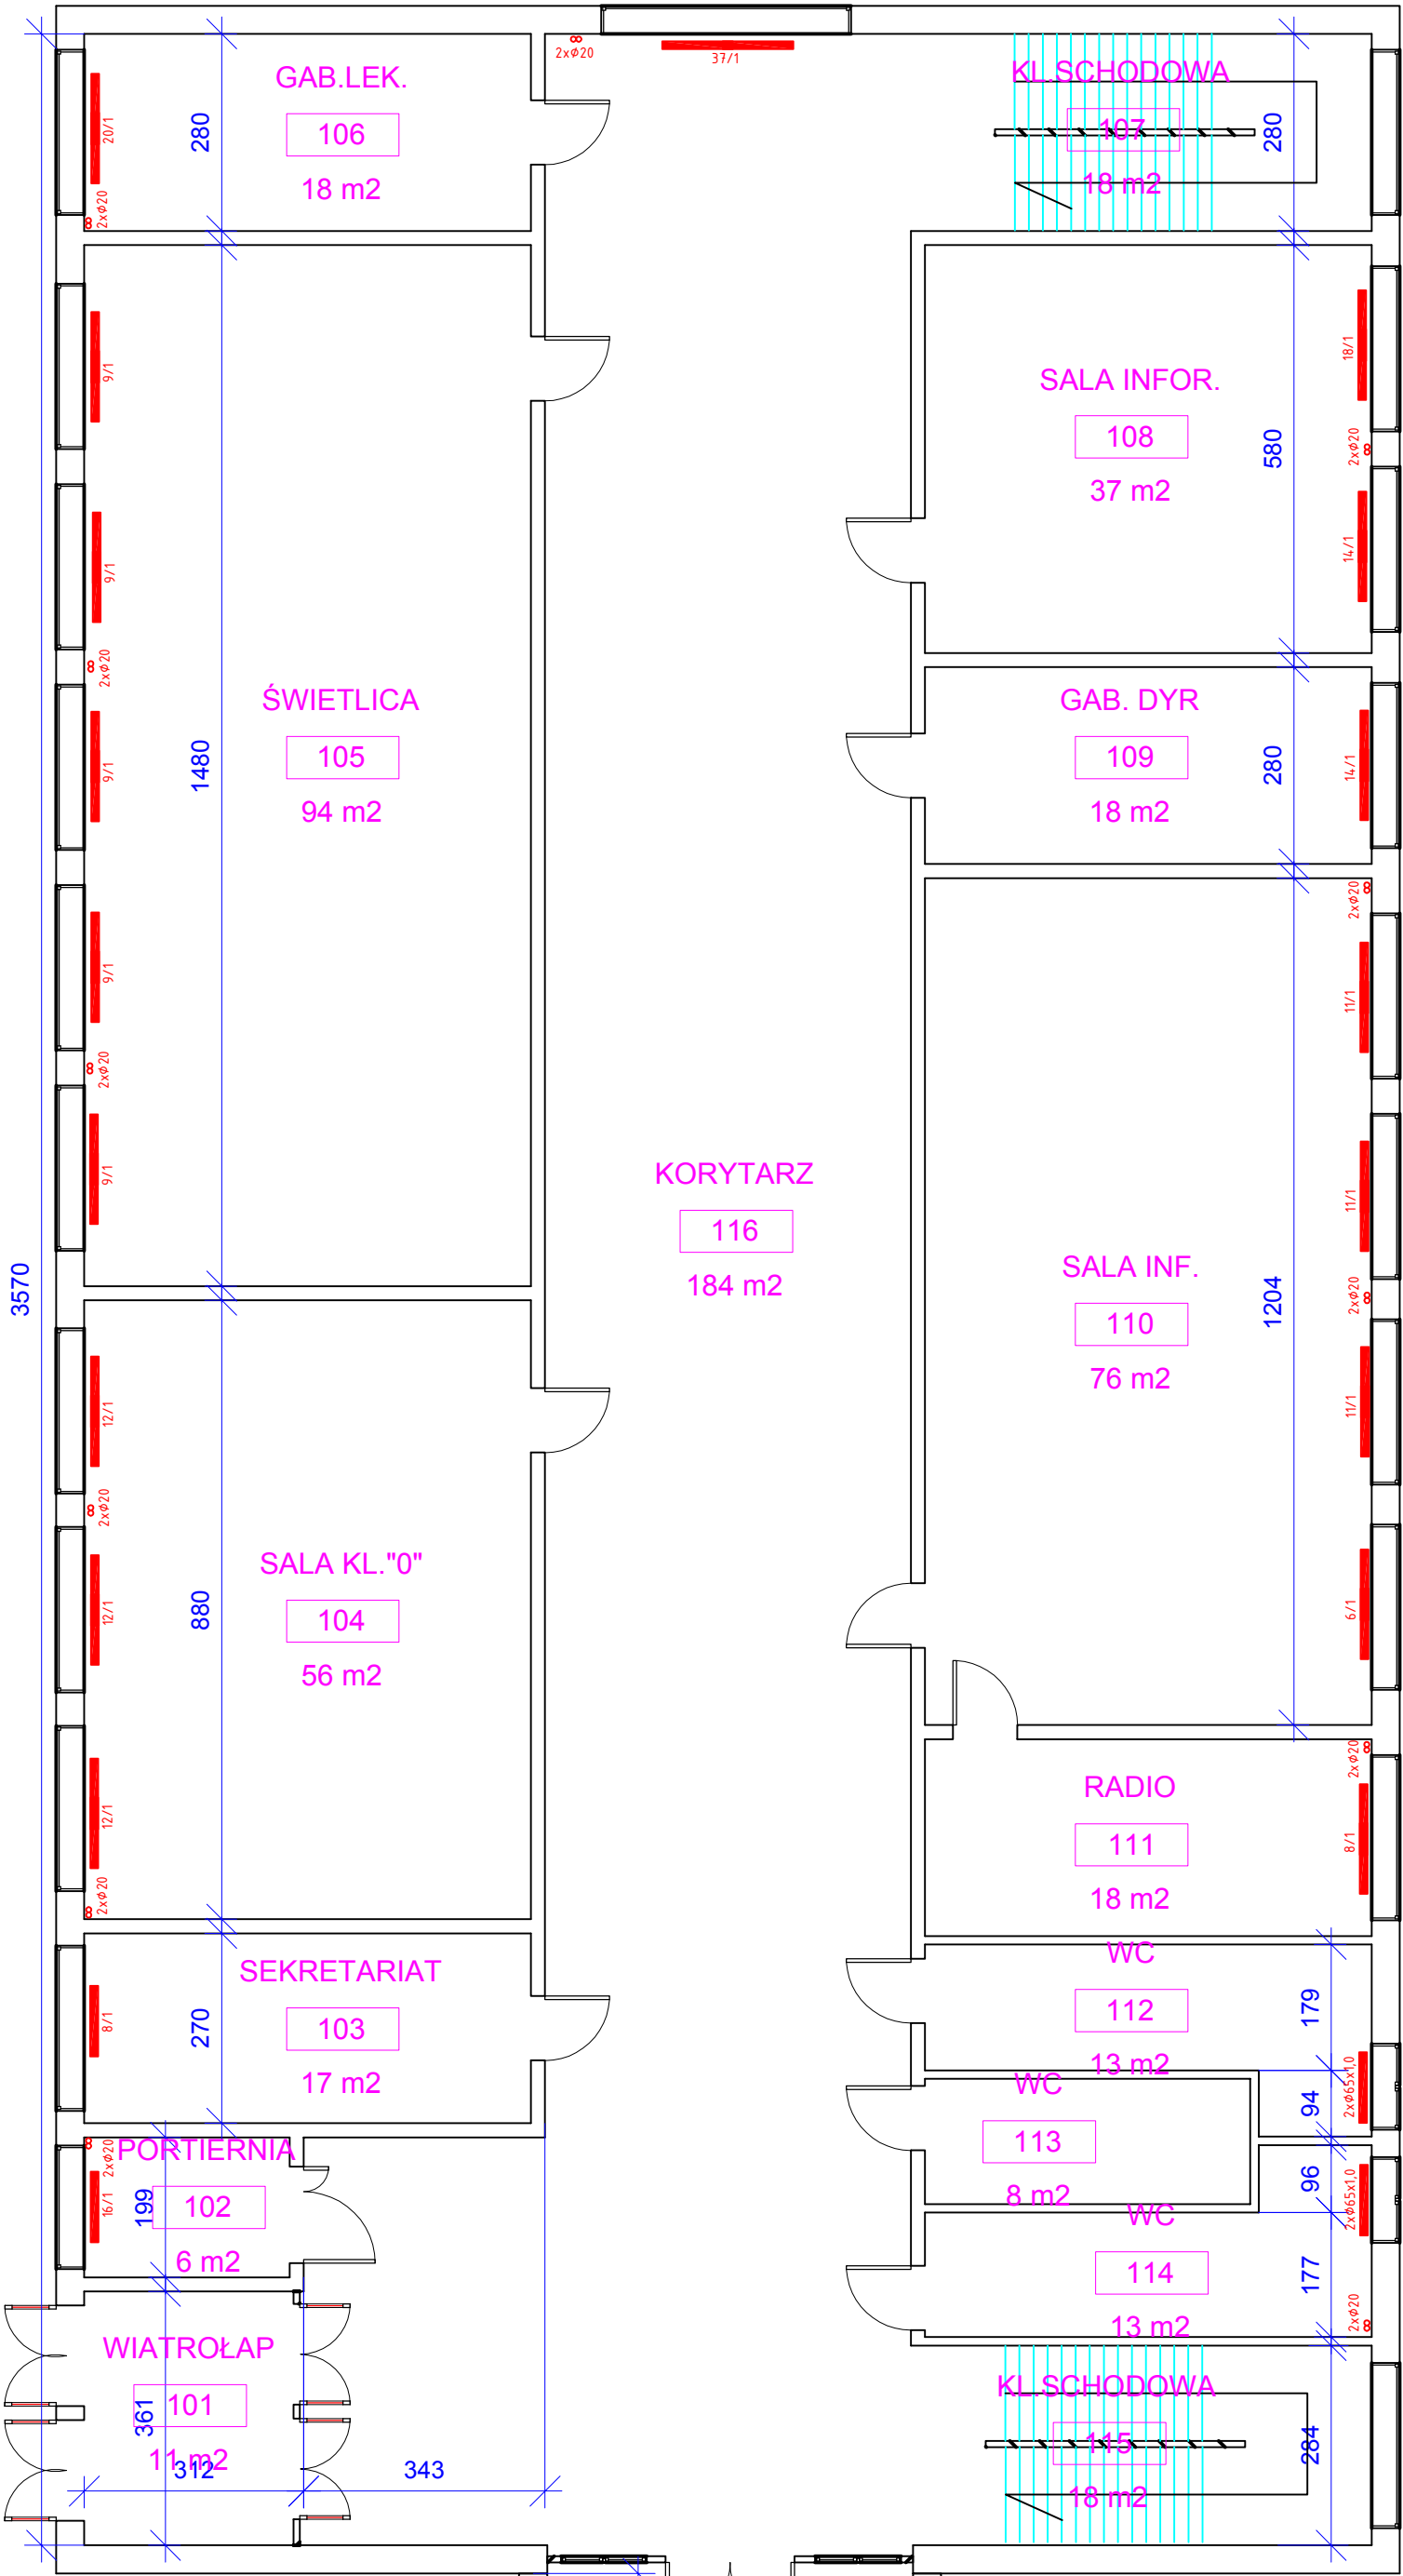 2xφ20
37/1
GAB.LEK.
106
18 m2
280
20/1
2xφ20
KL.SCHODOWA
107
18 m2
280
9/1
9/1
2xφ20
9/1
9/1
2xφ20
9/1
ŚWIETLICA
105
94 m2
1480
SALA INFOR.
108
37 m2
580
18/1
2xφ20
14/1
GAB. DYR
109
18 m2
280
14/1
2xφ20
11/1
11/1
2xφ20
11/1
6/1
KORYTARZ
116
184 m2
3570
SALA INF.
110
76 m2
1204
12/1
2xφ20
12/1
12/1
2xφ20
SALA KL."0"
104
56 m2
880
RADIO
111
18 m2
2xφ20
8/1
SEKRETARIAT
103
17 m2
270
8/1
WC
112
13 m2
179
94
2xφ65x1,0
WC
113
8 m2
96
2xφ65x1,0
PORTIERNIA
102
6 m2
199
2xφ20
16/1
WC
114
13 m2
177
2xφ20
WIATROŁAP
101
11 m2
361
312
343
KL.SCHODOWA
115
18 m2
284